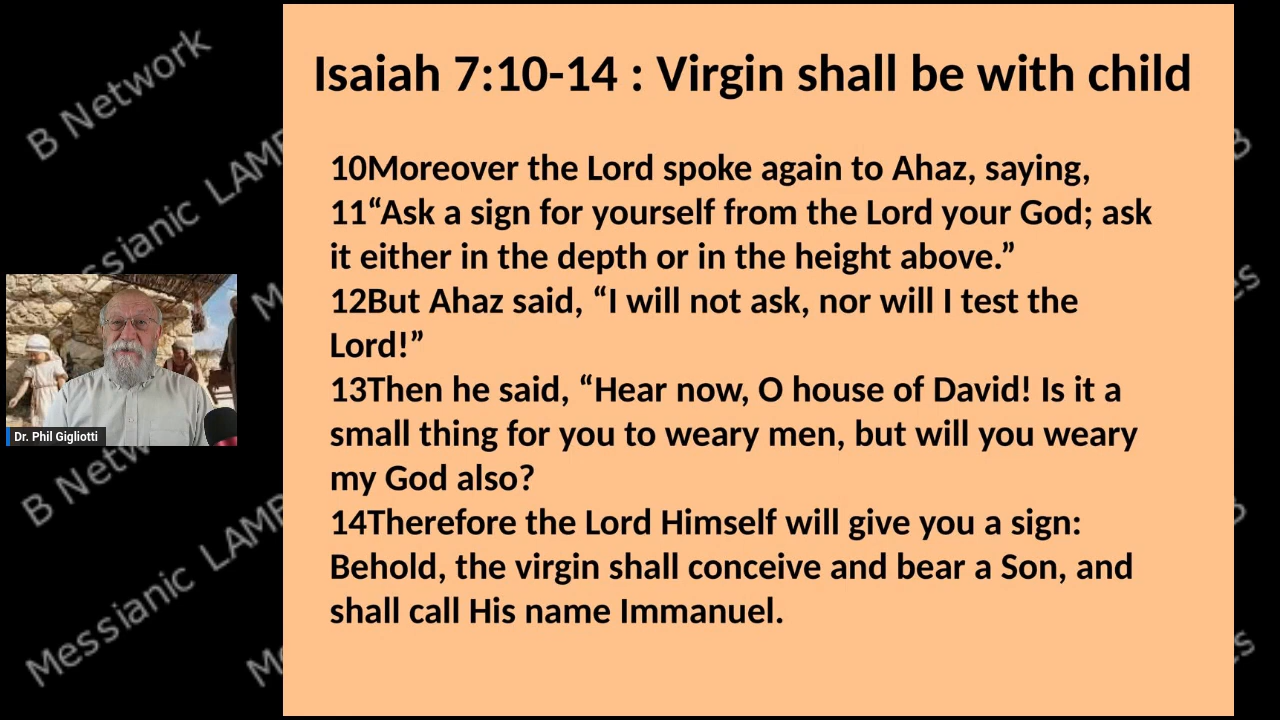 Isaiah 7:10-14 : Virgin shall be with child
10Moreover the Lord spoke again to Ahaz, saying,
11“Ask a sign for yourself from the Lord your God; ask
it either in the depth or in the height above.”
12But Ahaz said, “I will not ask, nor will I test the
Lord!”
13Then he said, “Hear now, O house of David! Is it a
small thing for you to weary men, but will you weary
my God also?
14Therefore the Lord Himself will give you a sign:
Behold, the virgin shall conceive and bear a Son, and
shall call His name Immanuel.
Dr. Phil Gigliotti
B Network
Messianic LAMB